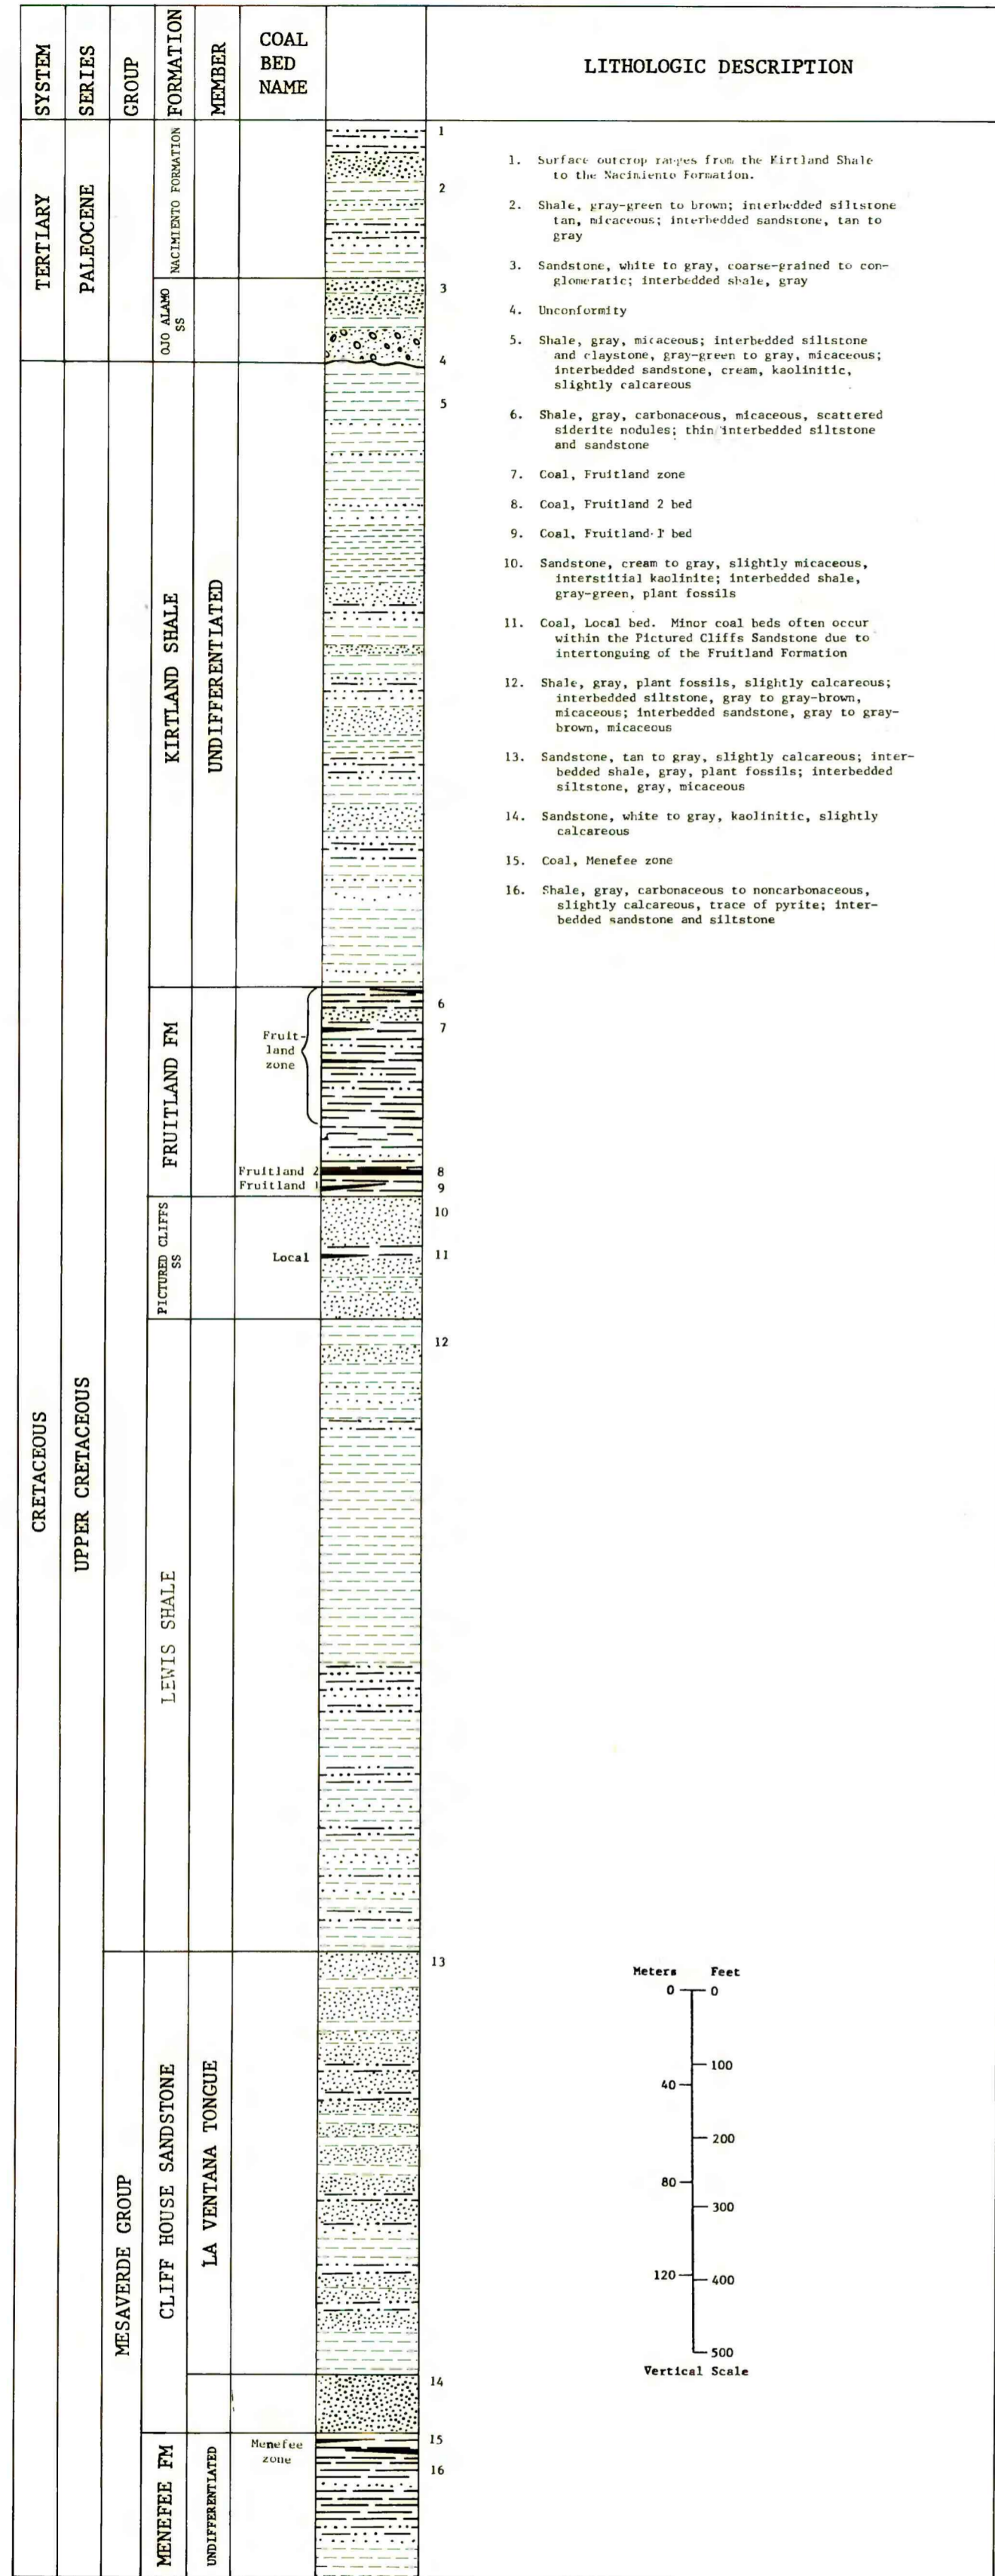 SYSTEM
SERIES
GROUP
FORMATION
MEMBER
COAL
BED
NAME
LITHOLOGIC DESCRIPTION
TERTIARY
PALEOCENE
NACIMIENTO FORMATION
OJO ALAMO
SS
CRETACEOUS
UPPER CRETACEOUS
KIRTLAND SHALE
UNDIFFERENTIATED
FRUITLAND FM
Fruit-
land
zone
Fruitland 2
Fruitland 1
PICTURED CLIFFS
SS
Local
LEWIS SHALE
MESAVERDE GROUP
CLIFF HOUSE SANDSTONE
LA VENTANA TONGUE
MENEFEE FM
UNDIFFERENTIATED
Menefee
zone
1
2
3
4
5
6
7
8
9
10
11
12
13
14
15
16
1. Surface outcrop ranges from the Kirtland Shale
to the Nacimiento Formation.
2. Shale, gray-green to brown; interbedded siltstone
tan, micaceous; interbedded sandstone, tan to
gray
3. Sandstone, white to gray, coarse-grained to con-
glomeratic; interbedded shale, gray
4. Unconformity
5. Shale, gray, micaceous; interbedded siltstone
and claystone, gray-green to gray, micaceous;
interbedded sandstone, cream, kaolinitic,
slightly calcareous
6. Shale, gray, carbonaceous, micaceous, scattered
siderite nodules; thin interbedded siltstone
and sandstone
7. Coal, Fruitland zone
8. Coal, Fruitland 2 bed
9. Coal, Fruitland 1 bed
10. Sandstone, cream to gray, slightly micaceous,
interstitial kaolinite; interbedded shale,
gray-green, plant fossils
11. Coal, Local bed. Minor coal beds often occur
within the Pictured Cliffs Sandstone due to
intertonguing of the Fruitland Formation
12. Shale, gray, plant fossils, slightly calcareous;
interbedded siltstone, gray to gray-brown,
micaceous; interbedded sandstone, gray to gray-
brown, micaceous
13. Sandstone, tan to gray, slightly calcareous; inter-
bedded shale, gray, plant fossils; interbedded
siltstone, gray, micaceous
14. Sandstone, white to gray, kaolinitic, slightly
calcareous
15. Coal, Menefee zone
16. Shale, gray, carbonaceous to noncarbonaceous,
slightly calcareous, trace of pyrite; inter-
bedded sandstone and siltstone
Meters Feet
0 0
100
40
200
80
300
120 400
500
Vertical Scale